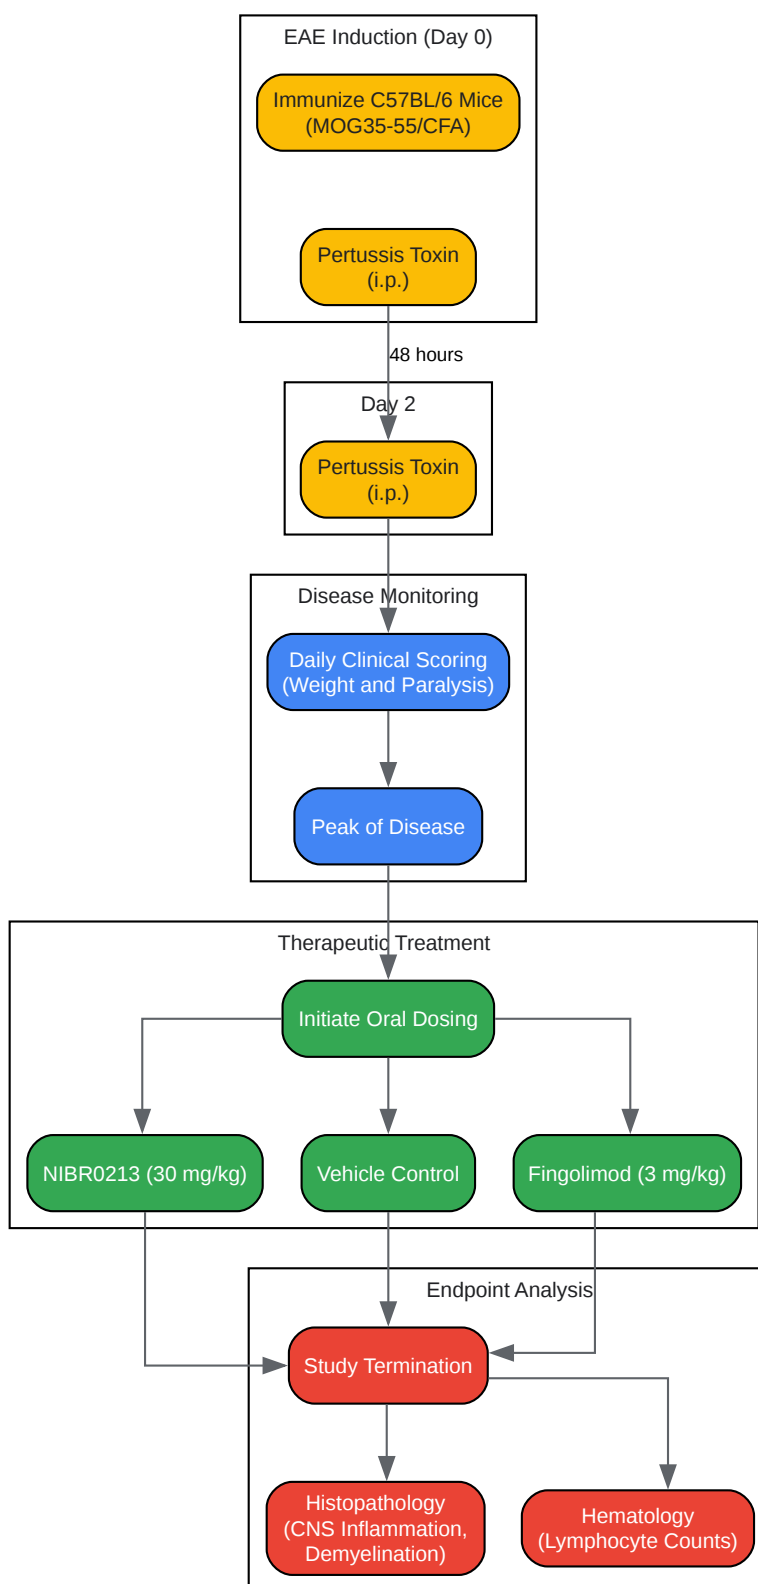 EAE Induction (Day 0)
Immunize C57BL/6 Mice
(MOG35-55/CFA)
Pertussis Toxin
(i.p.)
48 hours
Day 2
Pertussis Toxin
(i.p.)
Disease Monitoring
Daily Clinical Scoring
(Weight and Paralysis)
Peak of Disease
Therapeutic Treatment
Initiate Oral Dosing
NIBR0213 (30 mg/kg)
Vehicle Control
Fingolimod (3 mg/kg)
Endpoint Analysis
Study Termination
Histopathology
(CNS Inflammation,
Demyelination)
Hematology
(Lymphocyte Counts)